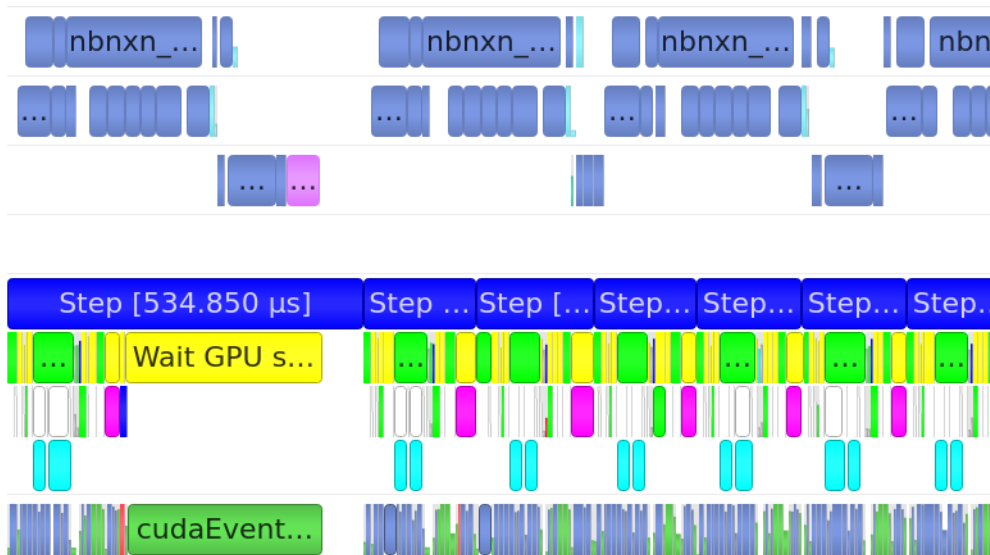 nbnxn_... nbnxn_... nbnxn_... nbn
... ... ... ...
... ... ...
Step [534.850 µs] Step ... Step [... Step... Step... Step... Step..
... Wait GPU s... ... ... ... ...
cudaEvent...